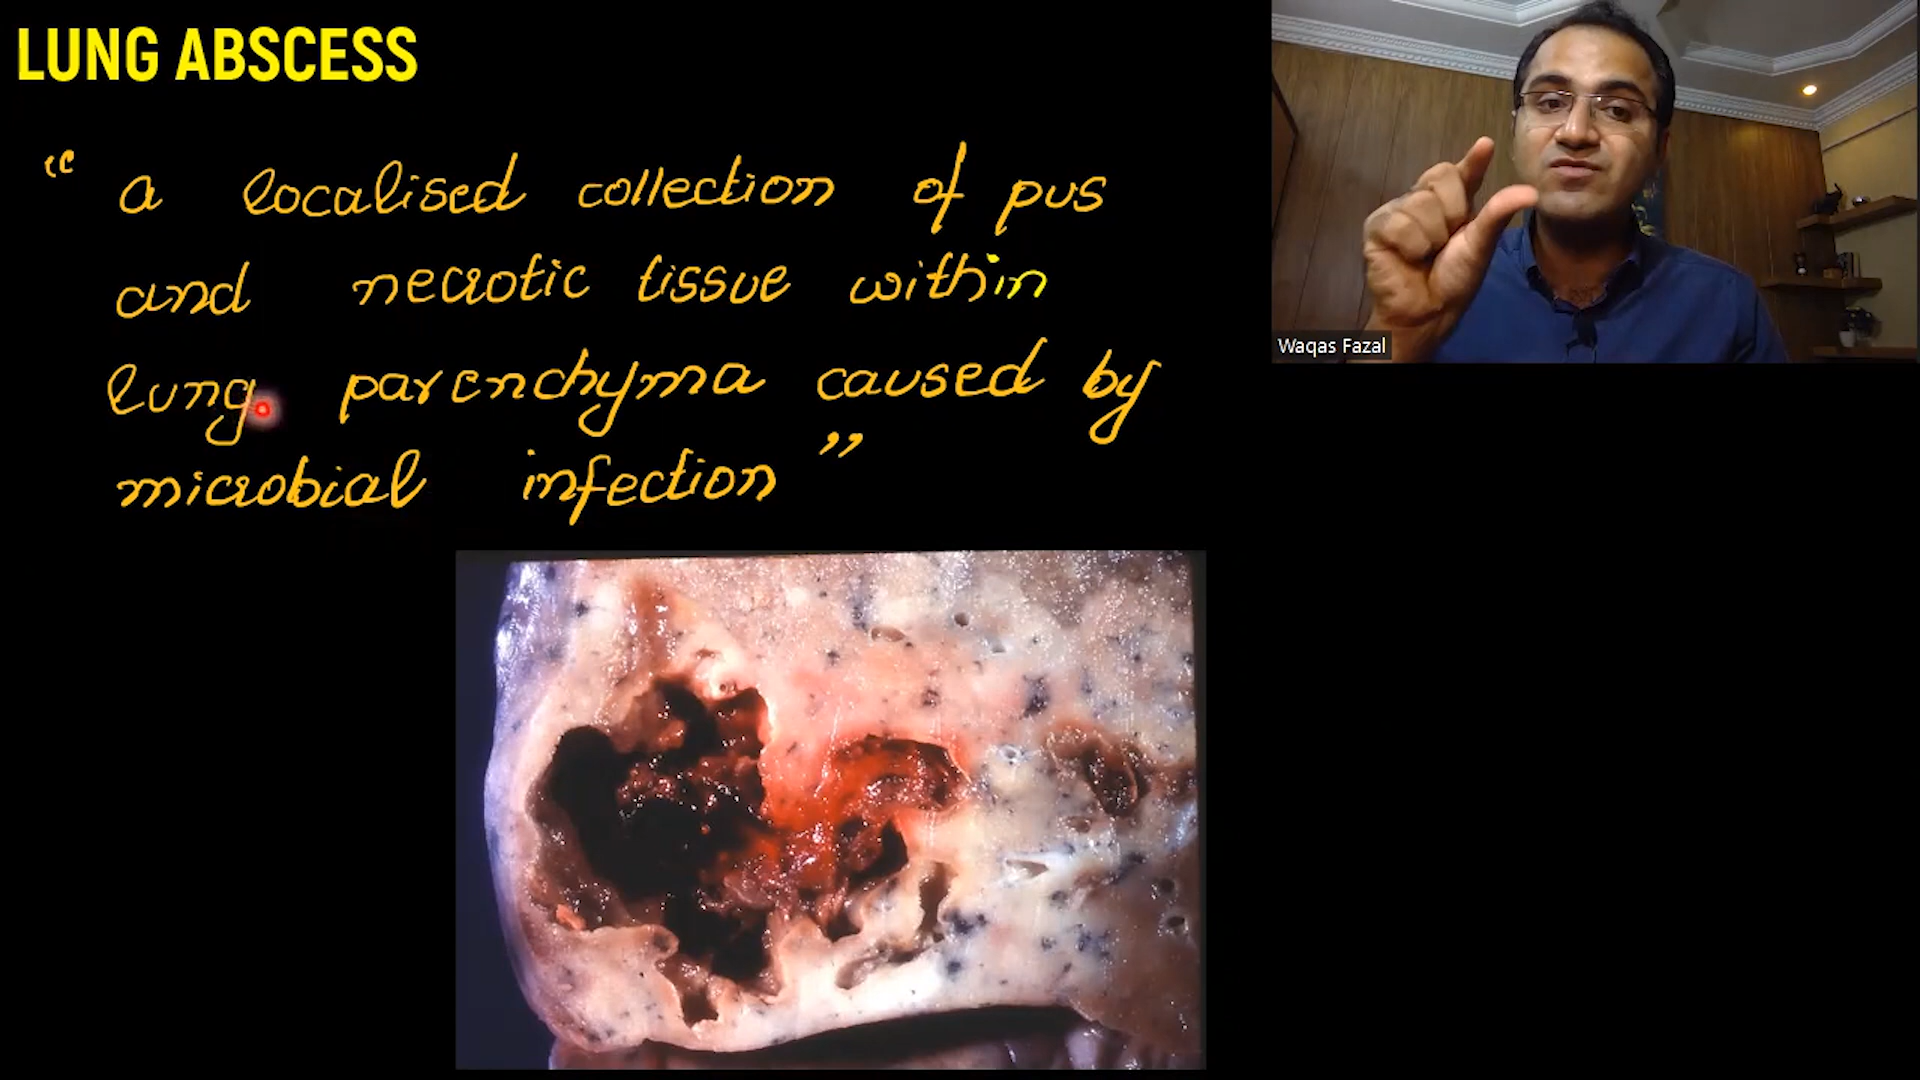 LUNG ABSCESS
“ a localised collection of pus
and necrotic tissue within
lung parenchyma caused by
microbial infection ”
Waqas Fazal